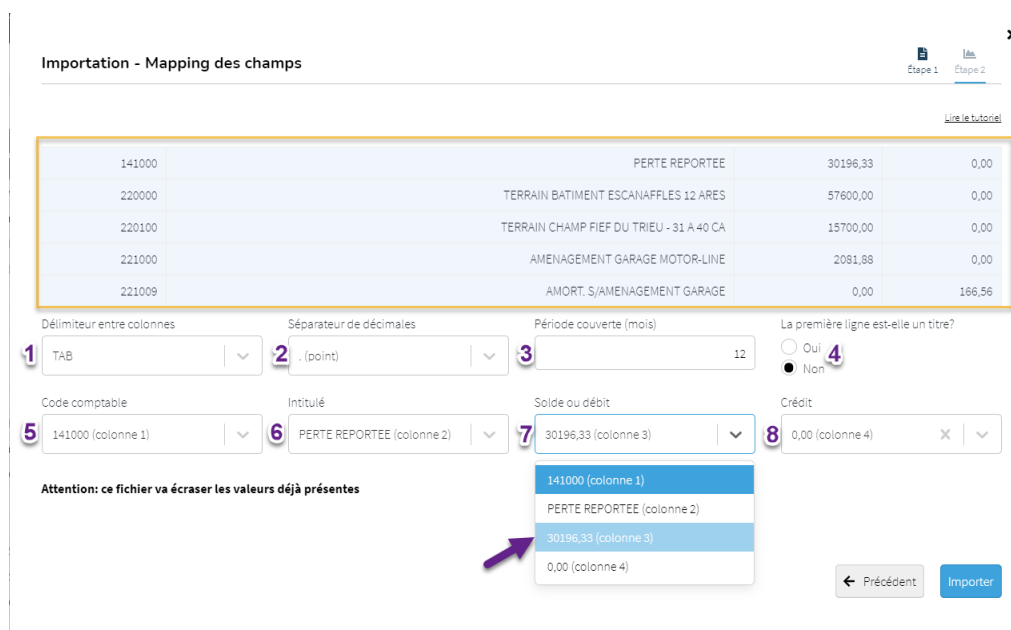 ×
Importation - Mapping des champs
Étape 1 Étape 2
Lire le tutoriel
141000 PERTE REPORTEE 30196,33 0,00
220000 TERRAIN BATIMENT ESCANAFFLES 12 ARES 57600,00 0,00
220100 TERRAIN CHAMP FIEF DU TRIEU - 31 A 40 CA 15700,00 0,00
221000 AMENAGEMENT GARAGE MOTOR-LINE 2081,88 0,00
221009 AMORT. S/AMENAGEMENT GARAGE 0,00 166,56
Délimiteur entre colonnes Séparateur de décimales Période couverte (mois) La première ligne est-elle un titre?
1 TAB 2 . (point) 3 12 Oui 4
Non
Code comptable Intitulé Solde ou débit Crédit
5 141000 (colonne 1) 6 PERTE REPORTEE (colonne 2) 7 30196,33 (colonne 3) 8 0,00 (colonne 4) ×
Attention: ce fichier va écraser les valeurs déjà présentes
141000 (colonne 1)
PERTE REPORTEE (colonne 2)
30196,33 (colonne 3)
0,00 (colonne 4)
← Précédent Importer